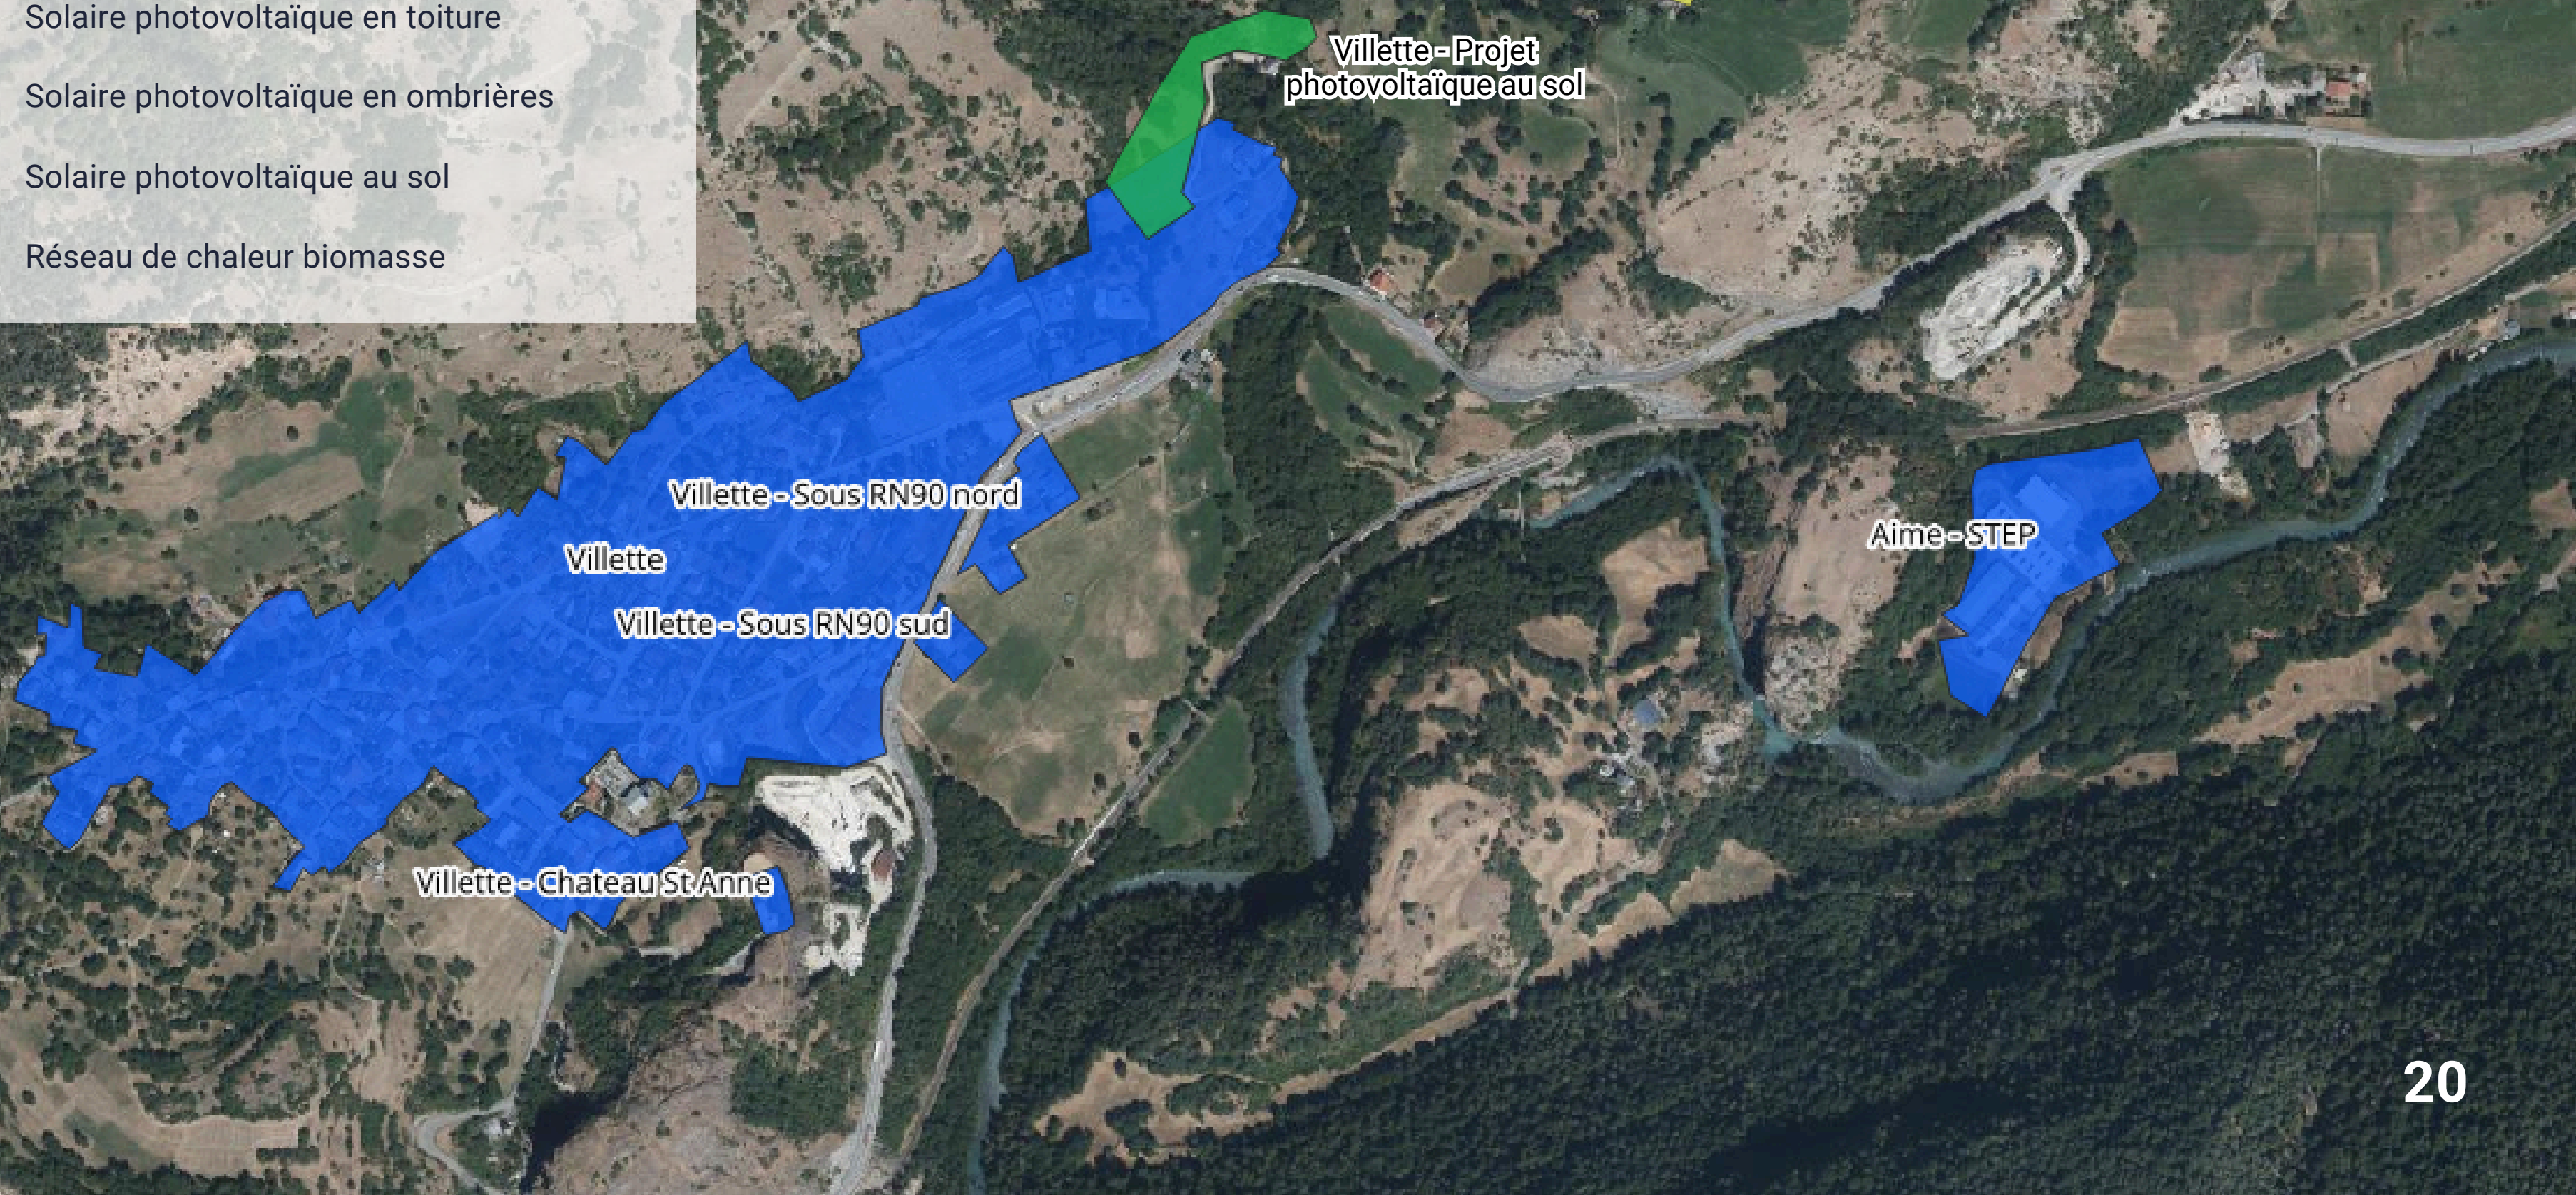 Solaire photovoltaïque en toiture
Solaire photovoltaïque en ombrières
Solaire photovoltaïque au sol
Réseau de chaleur biomasse
Villette - Projet
photovoltaïque au sol
Villette - Sous RN90 nord
Aime - STEP
Villette
Villette - Sous RN90 sud
Villette - Chateau St Anne
20